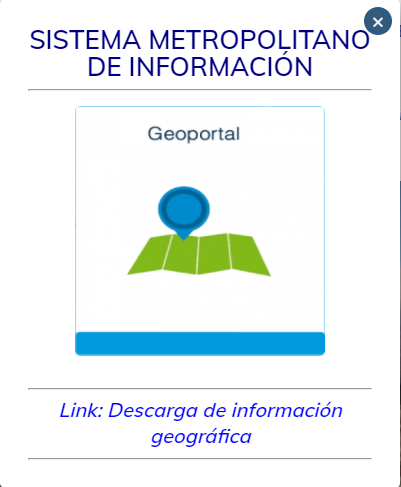 ×
SISTEMA METROPOLITANO
DE INFORMACIÓN
Geoportal
Link: Descarga de información
geográfica